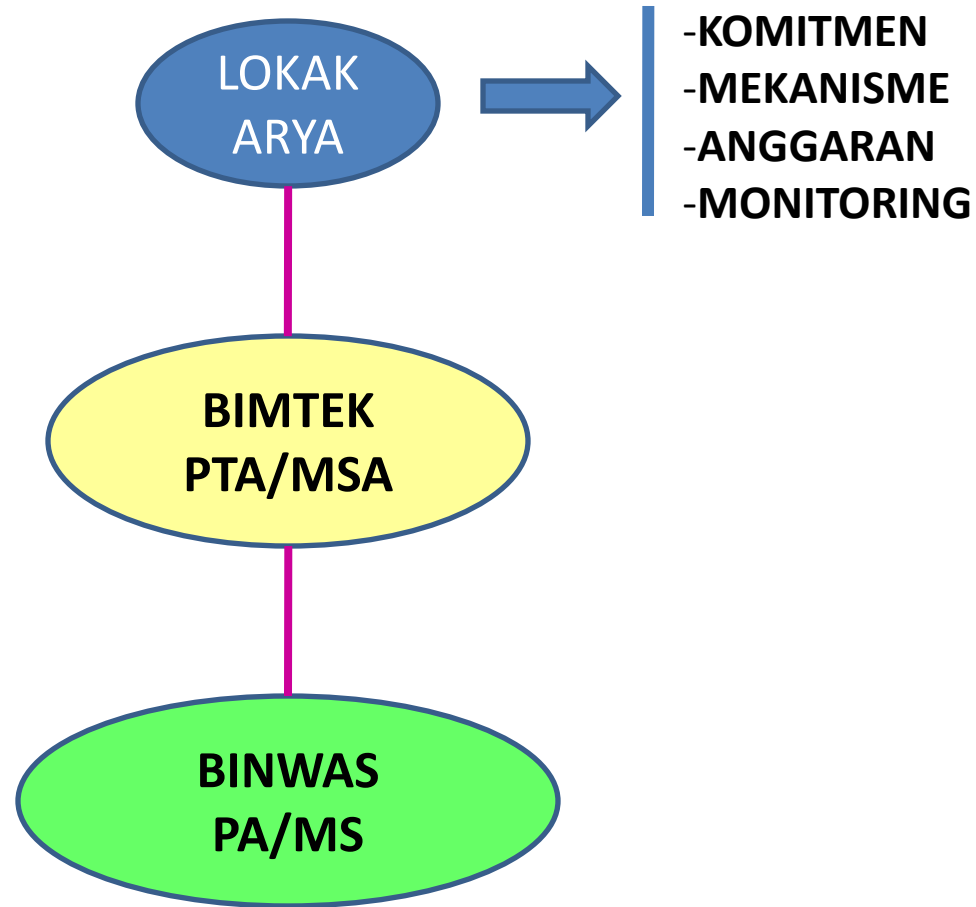 LOKAK
ARYA
-KOMITMEN
-MEKANISME
-ANGGARAN
-MONITORING
BIMTEK
PTA/MSA
BINWAS
PA/MS